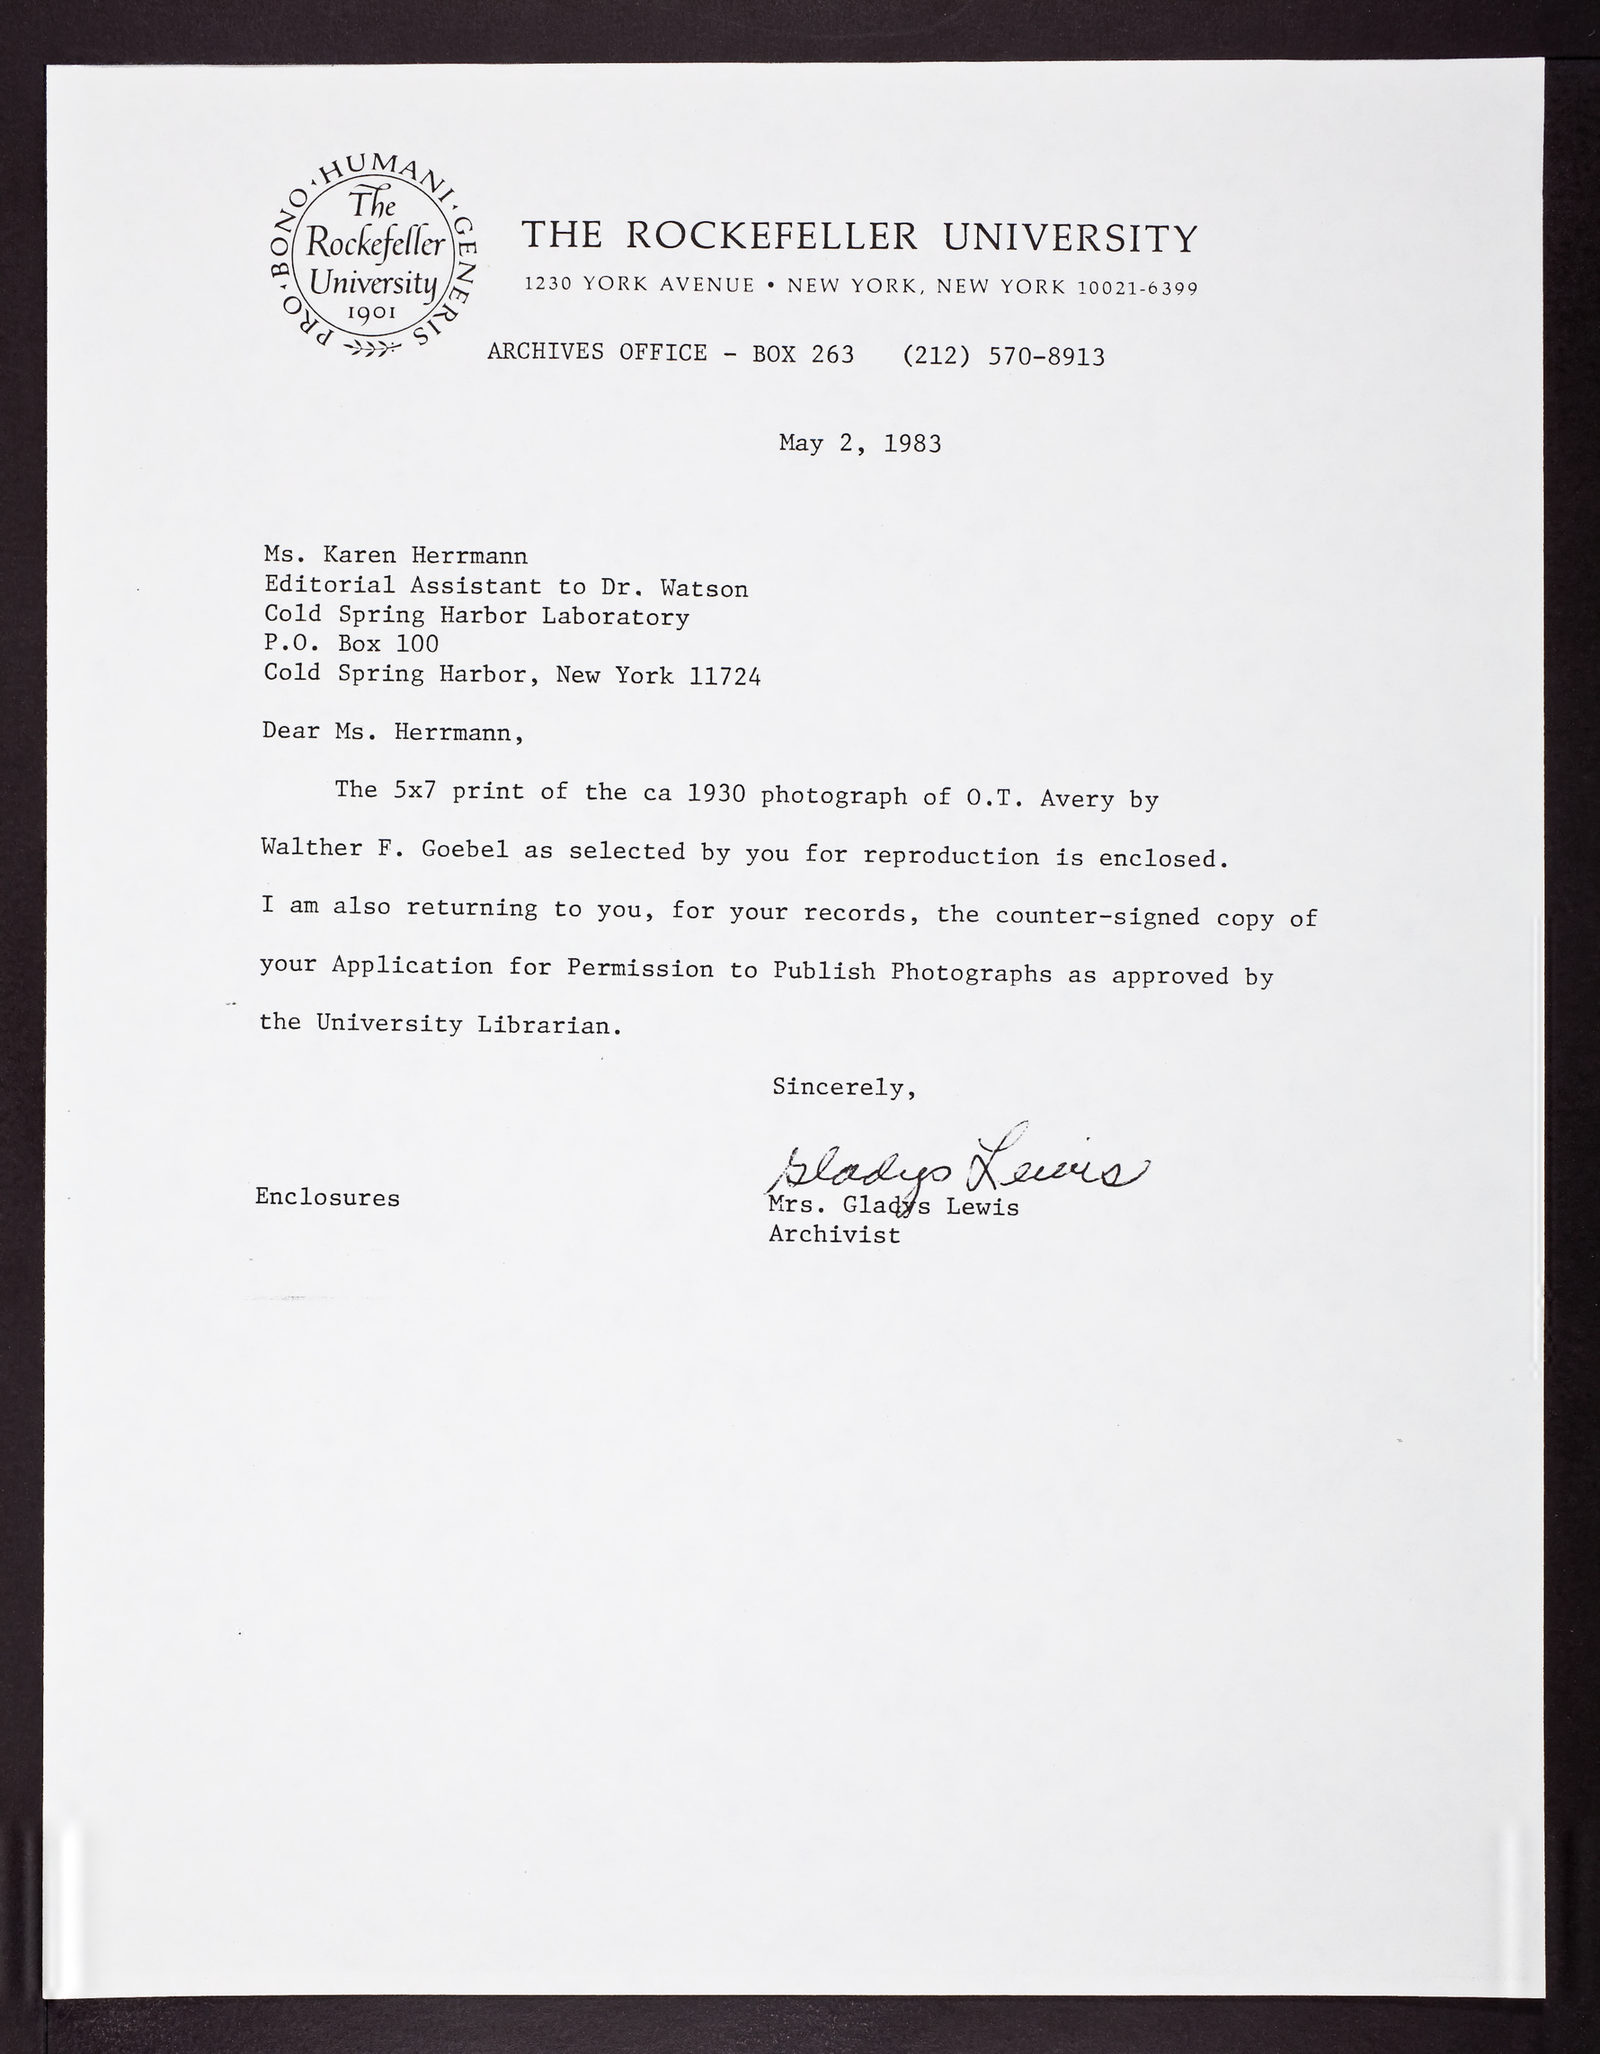 PRO · BONO · HUMANI · GENERIS
The
Rockefeller
University
1901
THE ROCKEFELLER UNIVERSITY
1230 YORK AVENUE • NEW YORK, NEW YORK 10021-6399
ARCHIVES OFFICE - BOX 263 (212) 570-8913
May 2, 1983
Ms. Karen Herrmann
Editorial Assistant to Dr. Watson
Cold Spring Harbor Laboratory
P.O. Box 100
Cold Spring Harbor, New York 11724
Dear Ms. Herrmann,
The 5x7 print of the ca 1930 photograph of O.T. Avery by
Walther F. Goebel as selected by you for reproduction is enclosed.
I am also returning to you, for your records, the counter-signed copy of
your Application for Permission to Publish Photographs as approved by
the University Librarian.
Sincerely,
Gladys Lewis
Enclosures
Mrs. Gladys Lewis
Archivist